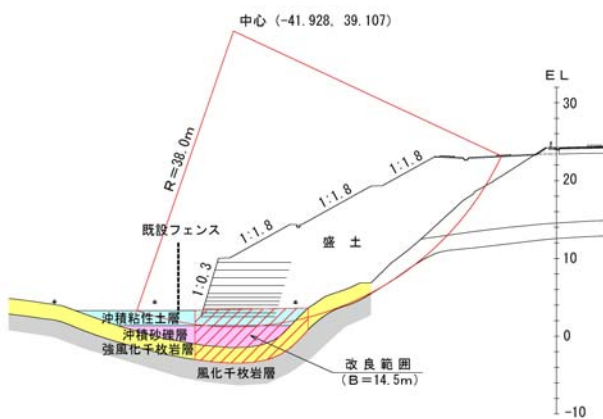 中心 (-41.928, 39.107)
EL
30
R=38.0m
1:1.8
1:1.8
20
1:1.8
既設フェンス
盛 土
1:0.3
10
沖積粘性土層
沖積砂礫層
0
強風化千枚岩層
改良範囲
(B=14.5m)
風化千枚岩層
-10